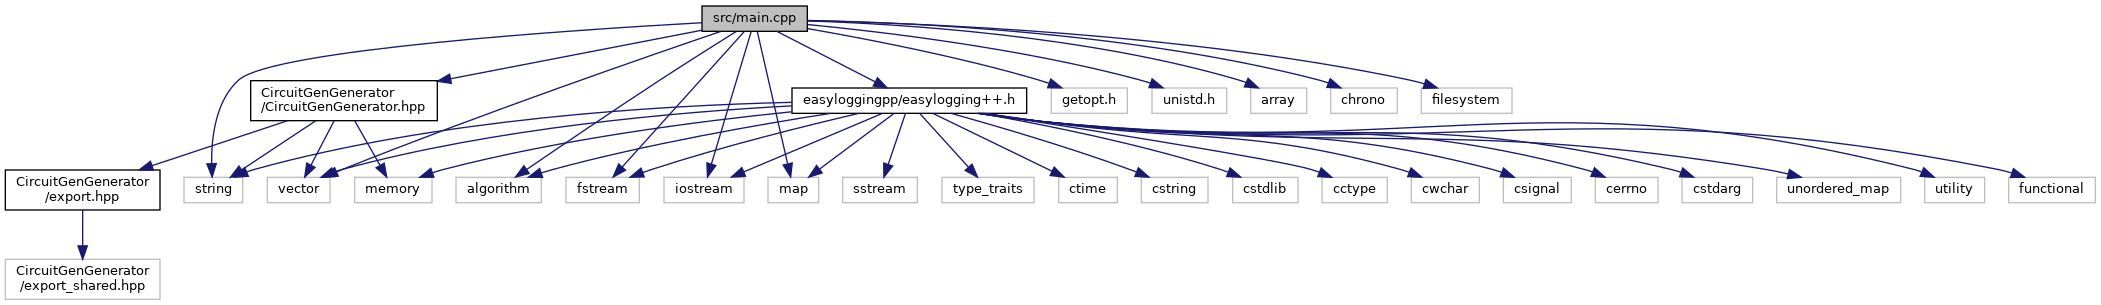 src/main.cpp
CircuitGenGenerator
/CircuitGenGenerator.hpp
easyloggingpp/easylogging++.h
getopt.h
unistd.h
array
chrono
filesystem
CircuitGenGenerator
/export.hpp
string
vector
memory
algorithm
fstream
iostream
map
sstream
type_traits
ctime
cstring
cstdlib
cctype
cwchar
csignal
cerrno
cstdarg
unordered_map
utility
functional
CircuitGenGenerator
/export_shared.hpp